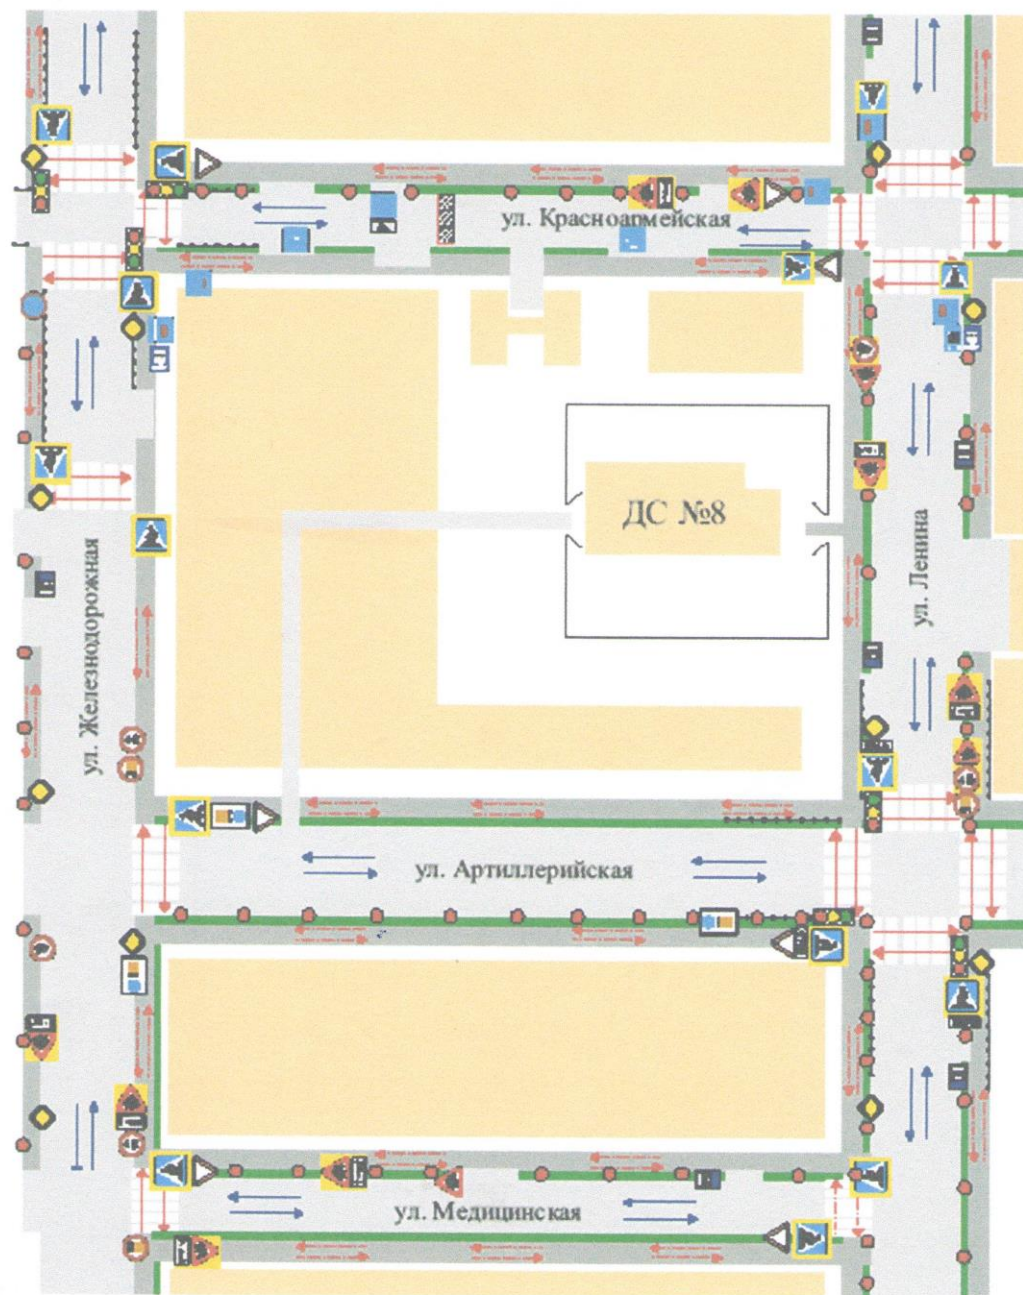 ул. Красноармейская
ДС №8
ул. Ленина
ул. Железнодорожная
ул. Артиллерийская
ул. Медицинская